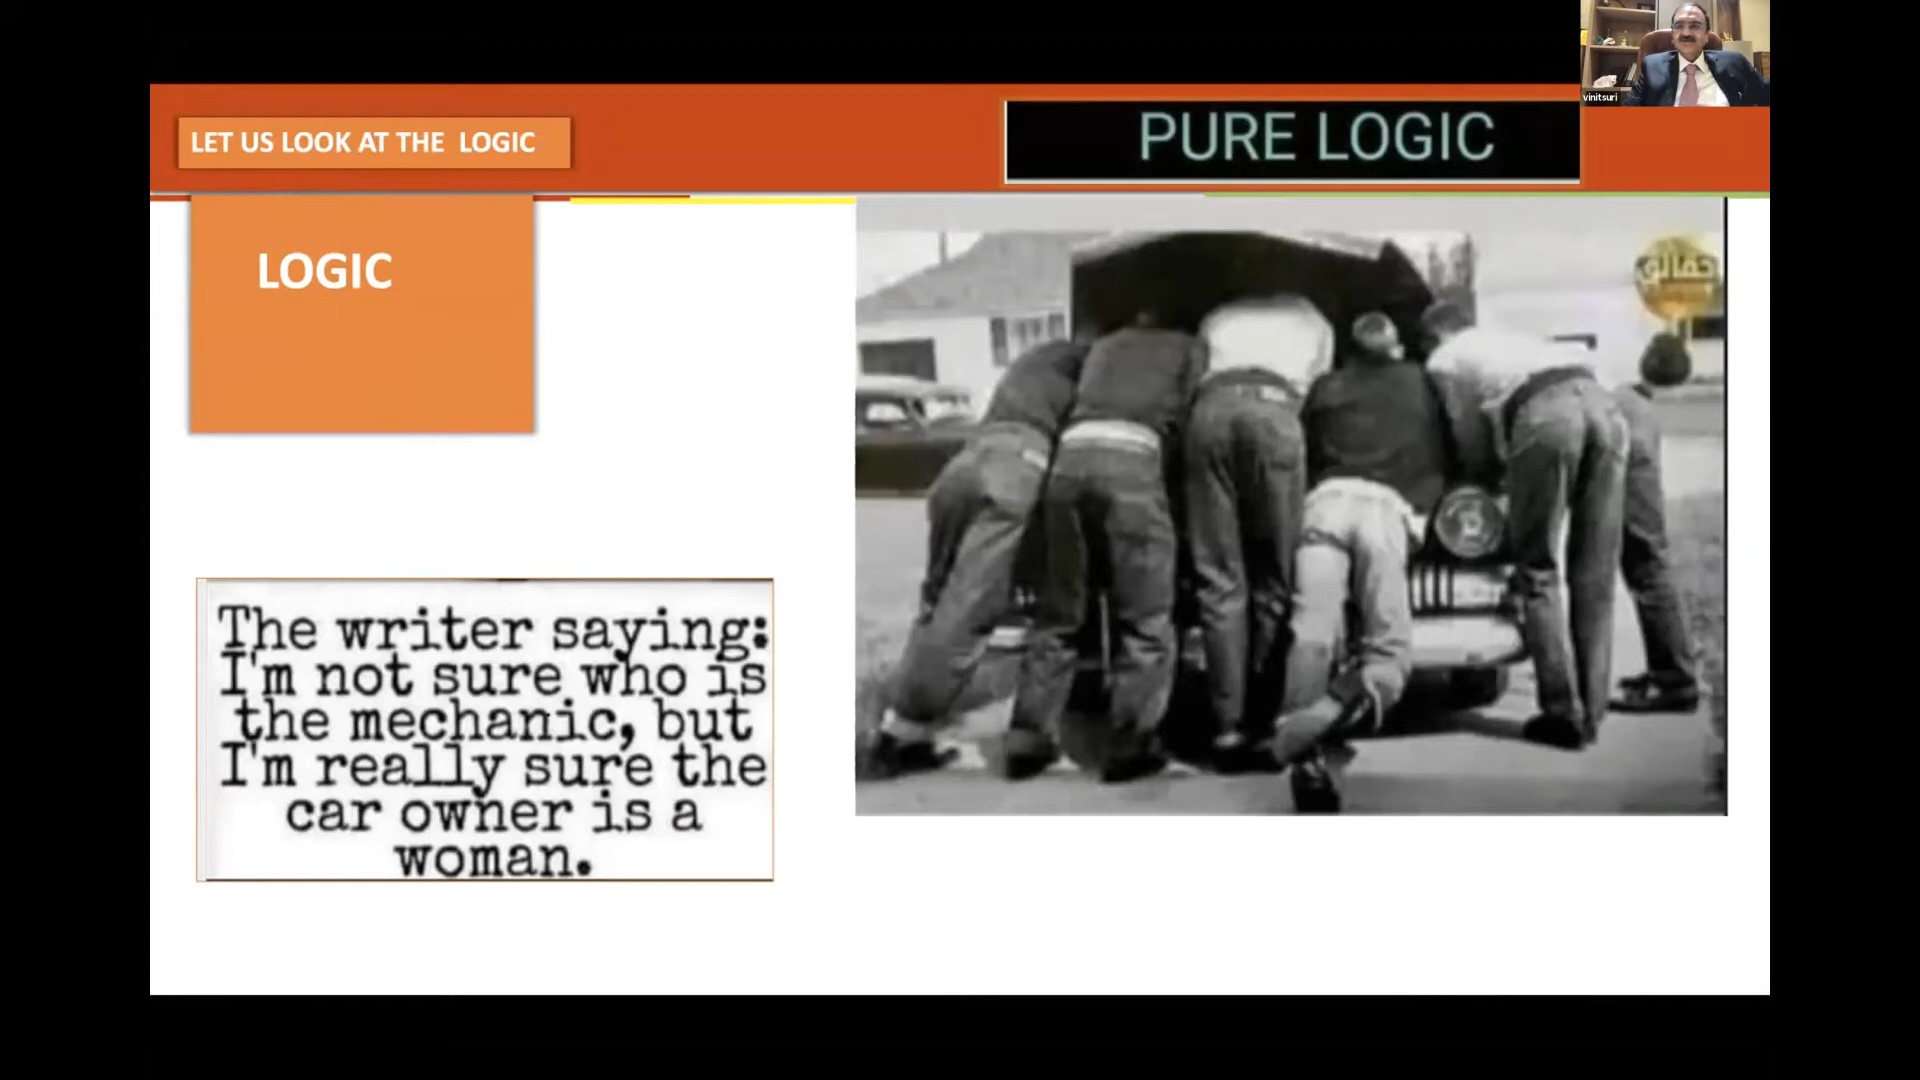 vinitsuri
LET US LOOK AT THE LOGIC
PURE LOGIC
LOGIC
حقائق
The writer saying:
I'm not sure who is
the mechanic, but
I'm really sure the
car owner is a
woman.